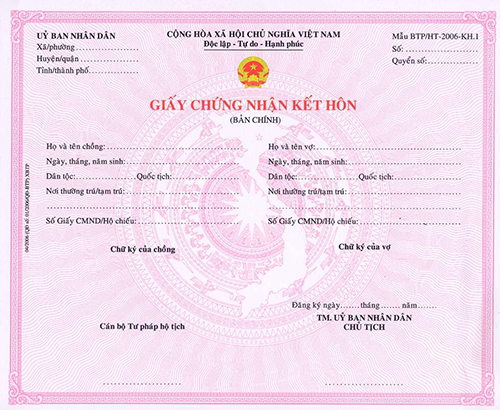 ỦY BAN NHÂN DÂN
Xã/phường
Huyện/quận
Tỉnh/thành phố
CỘNG HÒA XÃ HỘI CHỦ NGHĨA VIỆT NAM
Độc lập - Tự do - Hạnh phúc
Mẫu BTP/HT-2006-KH.1
Số:
Quyển số:
GIẤY CHỨNG NHẬN KẾT HÔN
(BẢN CHÍNH)
Họ và tên chồng:
Ngày, tháng, năm sinh:
Dân tộc: Quốc tịch:
Nơi thường trú/tạm trú:
Số Giấy CMND/Hộ chiếu:
Chữ ký của chồng
Họ và tên vợ:
Ngày, tháng, năm sinh:
Dân tộc: Quốc tịch:
Nơi thường trú/tạm trú:
Số Giấy CMND/Hộ chiếu:
Chữ ký của vợ
Đăng ký ngày ...... tháng ...... năm ......
Cán bộ Tư pháp hộ tịch
TM. UỶ BAN NHÂN DÂN
CHỦ TỊCH